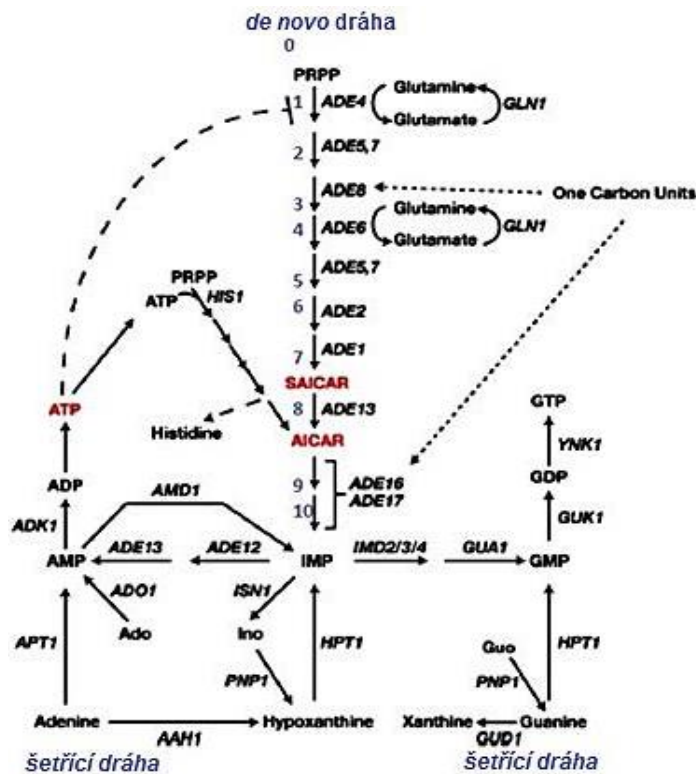 de novo dráha
0
PRPP
1 ADE4 Glutamine GLN1
Glutamate
2 ADE5,7
3 ADE8 One Carbon Units
4 ADE6 Glutamine GLN1
Glutamate
5 ADE5,7
PRPP
ATP HIS1
6 ADE2
7 ADE1
SAICAR
ATP
8 ADE13
GTP
Histidine
AICAR
YNK1
ADP
AMD1
9 ADE16
GDP
10 ADE17
ADK1
GUK1
AMP ADE13 ADE12 IMP IMD2/3/4 GUA1 GMP
ADO1 ISN1
APT1 Ado Ino HPT1 Guo HPT1
PNP1 PNP1
Adenine Hypoxanthine Xanthine Guanine
AAH1 GUD1
šetřící dráha šetřící dráha